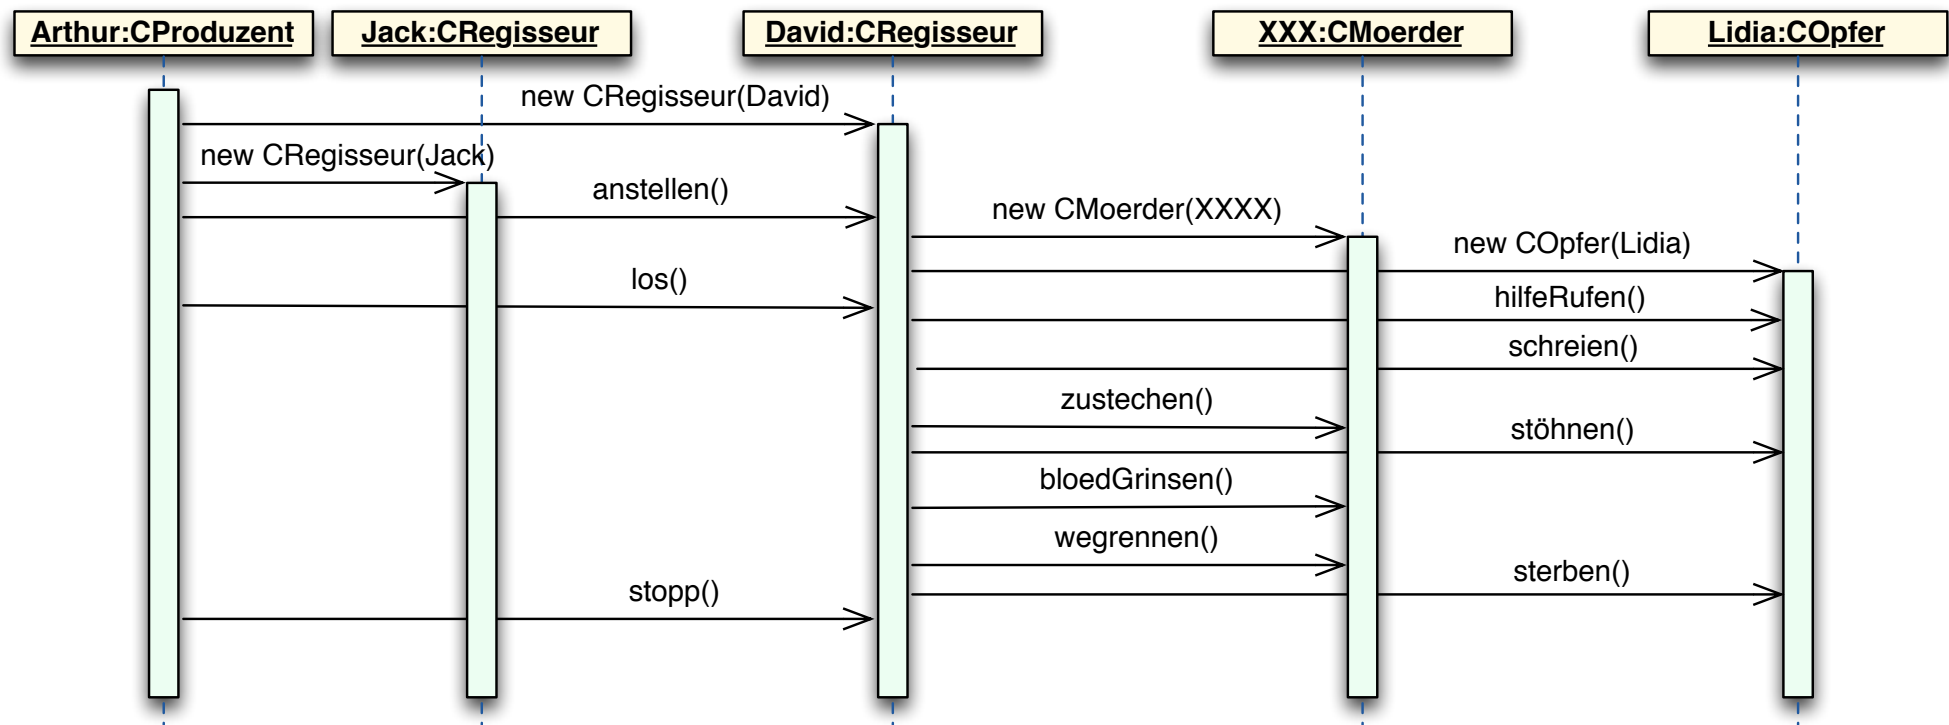 Arthur:CProduzent
Jack:CRegisseur
David:CRegisseur
XXX:CMoerder
Lidia:COpfer
new CRegisseur(David)
new CRegisseur(Jack)
anstellen()
new CMoerder(XXXX)
new COpfer(Lidia)
los()
hilfeRufen()
schreien()
zustechen()
stöhnen()
bloedGrinsen()
wegrennen()
sterben()
stopp()